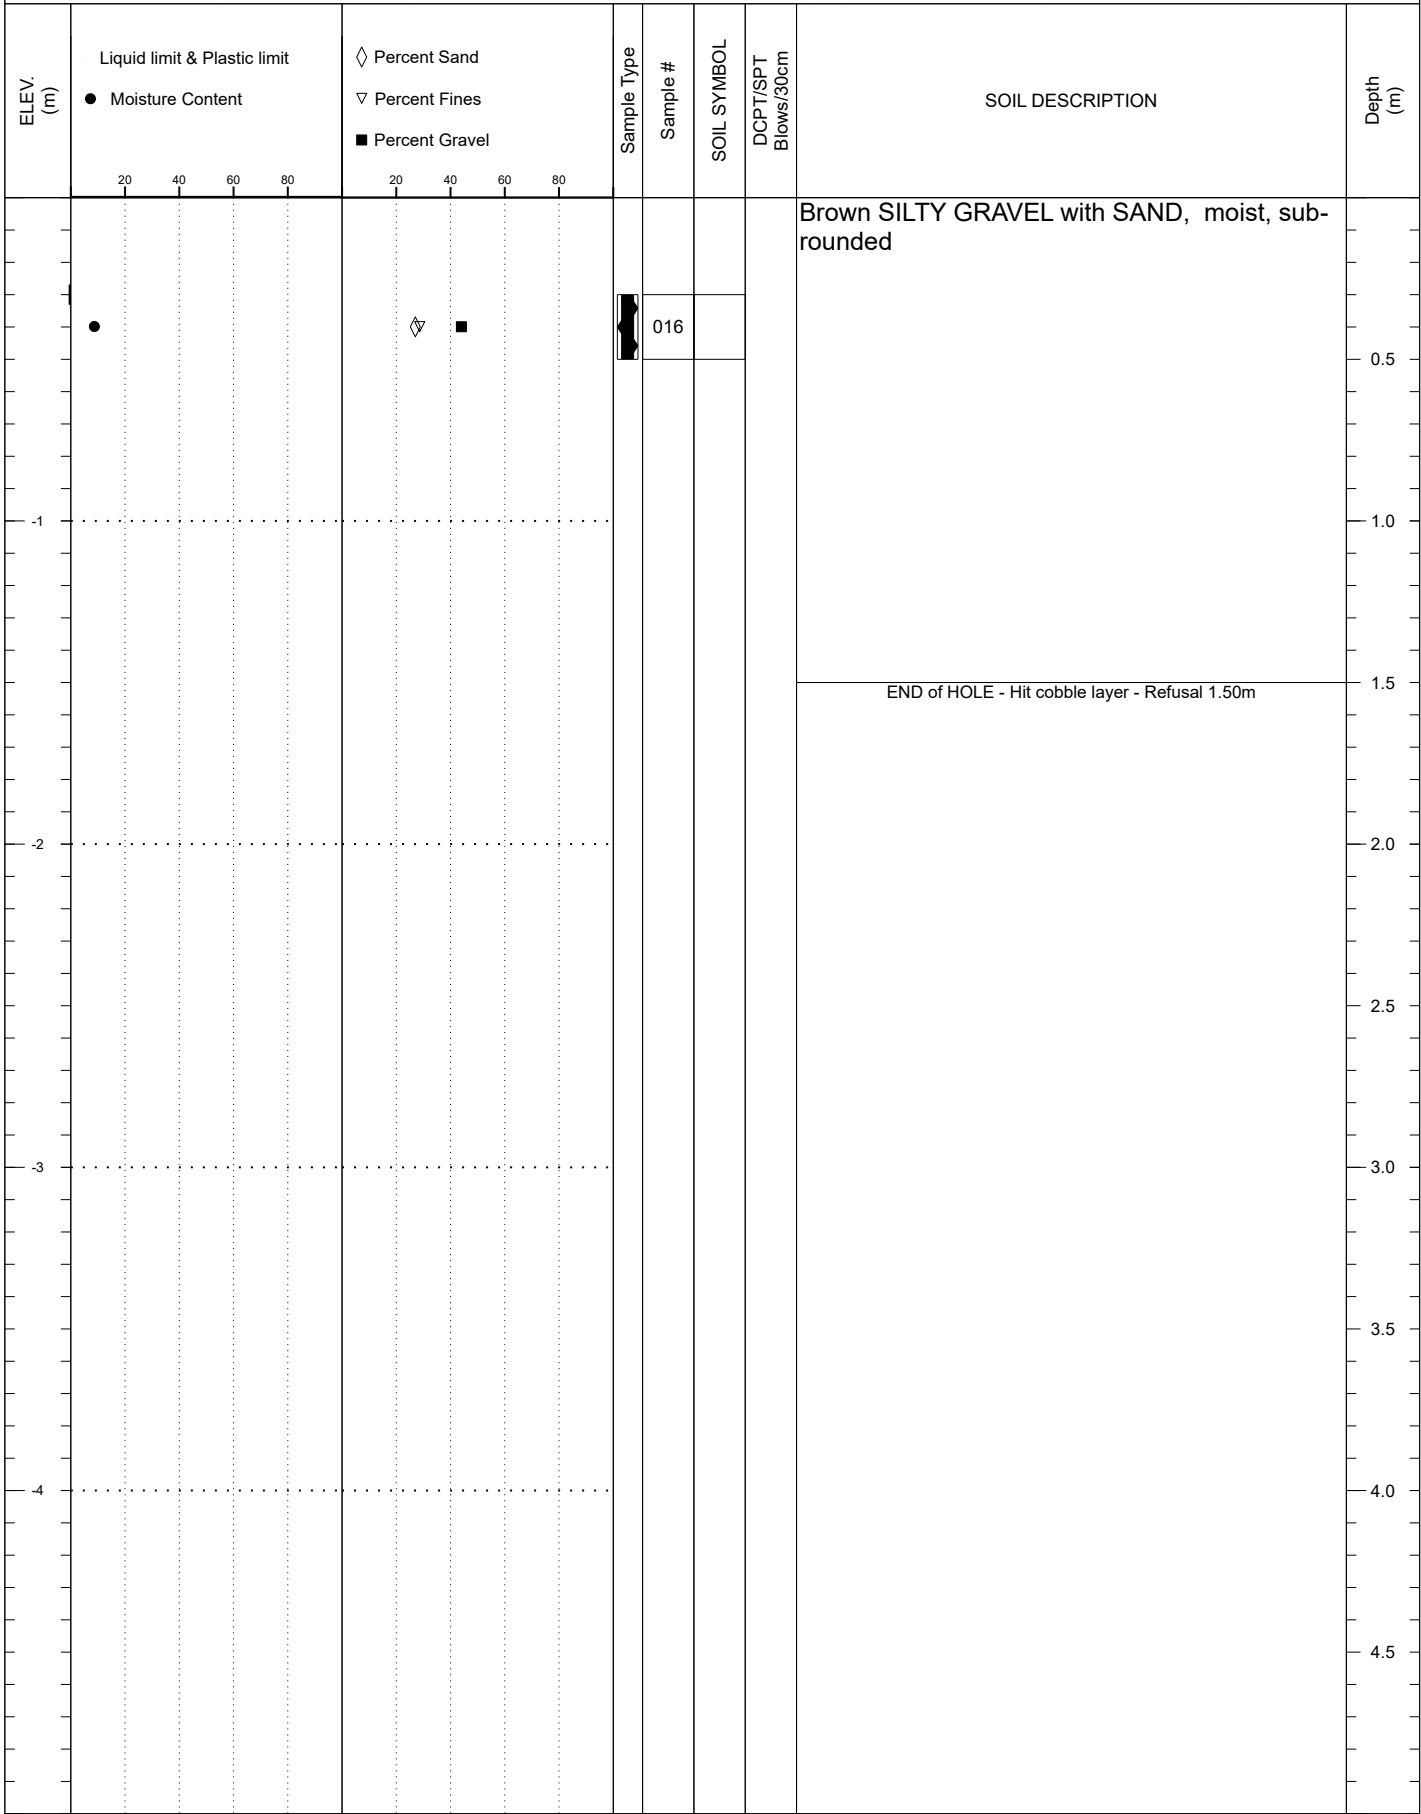 ELEV.
(m)
Liquid limit & Plastic limit
Moisture Content
Percent Sand
Percent Fines
Percent Gravel
Sample Type
Sample #
SOIL SYMBOL
DCPT/SPT
Blows/30cm
SOIL DESCRIPTION
Depth
(m)
20 40 60 80 20 40 60 80
Brown SILTY GRAVEL with SAND, moist, sub-
rounded
016
0.5
-1 1.0
1.5
END of HOLE - Hit cobble layer - Refusal 1.50m
-2 2.0
2.5
-3 3.0
3.5
-4 4.0
4.5